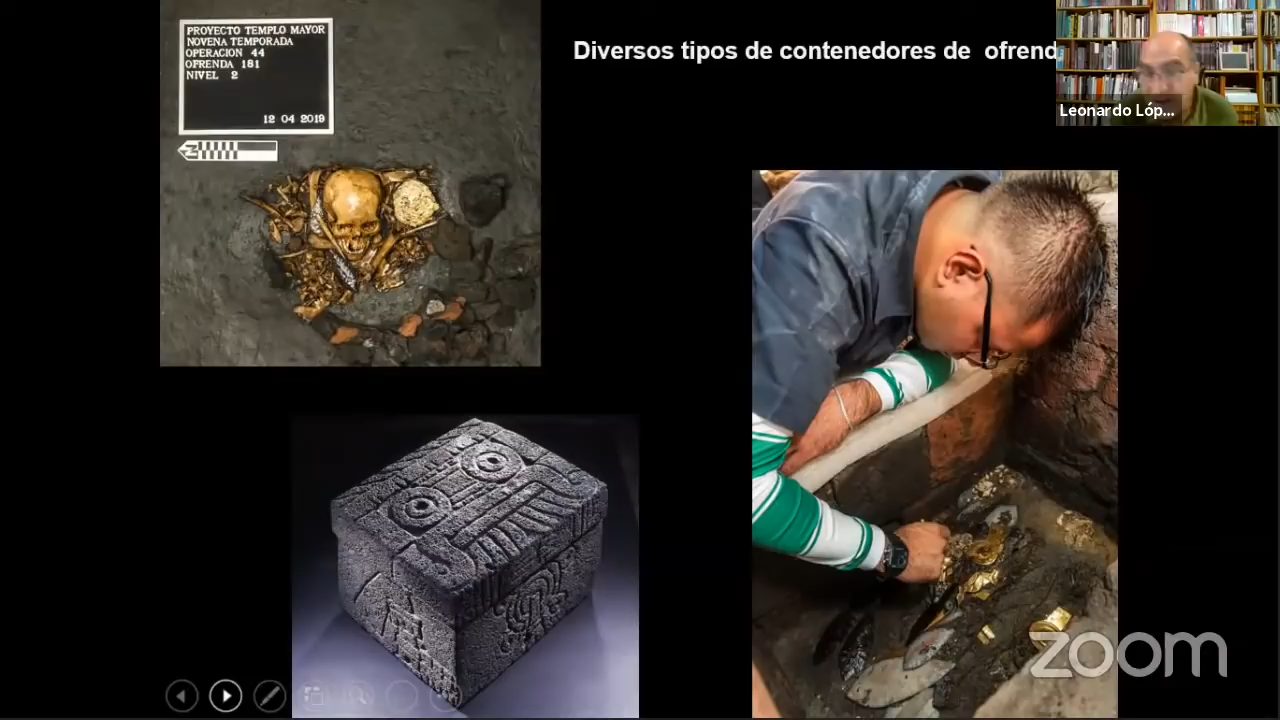 PROYECTO TEMPLO MAYOR
NOVENA TEMPORADA
OPERACION 44
OFRENDA 181
NIVEL 2
12 04 2019
N
Diversos tipos de contenedores de ofrend
Leonardo Lóp...
zoom